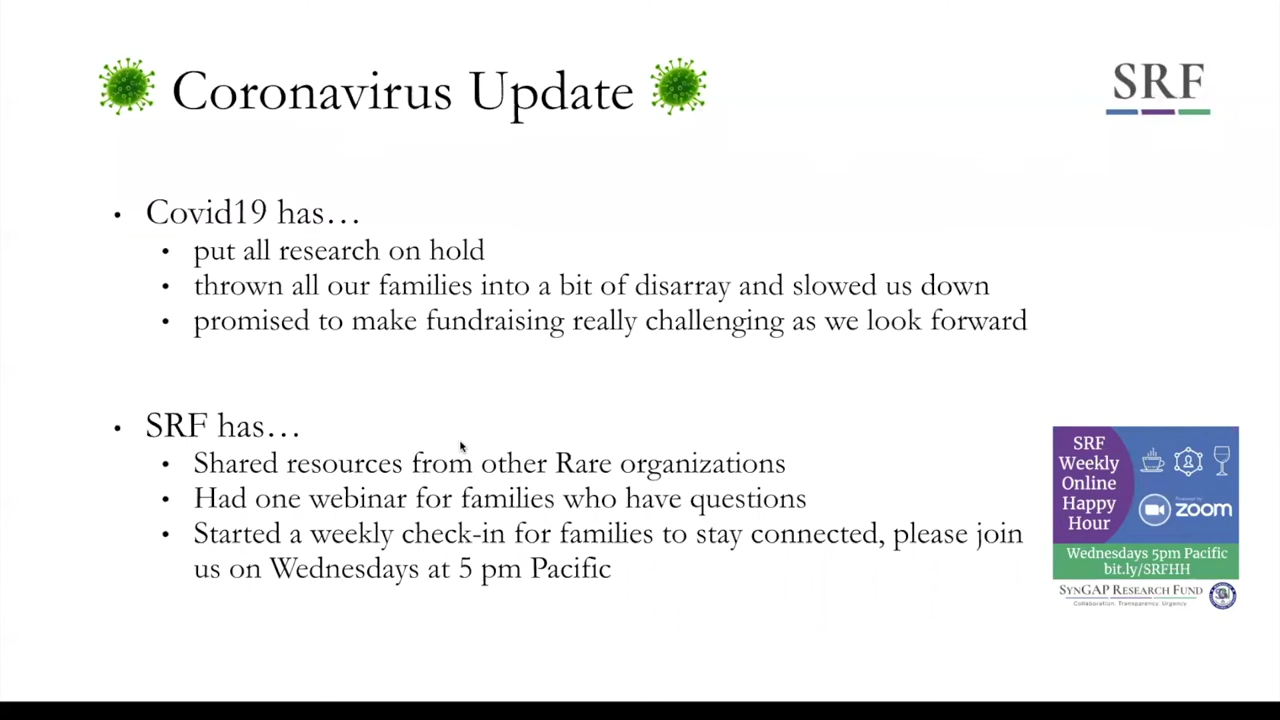 Coronavirus Update
SRF
Covid19 has…
put all research on hold
thrown all our families into a bit of disarray and slowed us down
promised to make fundraising really challenging as we look forward
SRF has…
Shared resources from other Rare organizations
Had one webinar for families who have questions
Started a weekly check-in for families to stay connected, please join
us on Wednesdays at 5 pm Pacific
SRF
Weekly
Online
Happy
Hour
Powered by
zoom
Wednesdays 5pm Pacific
bit.ly/SRFHH
SynGAP Research Fund
Collaboration. Transparency. Urgency